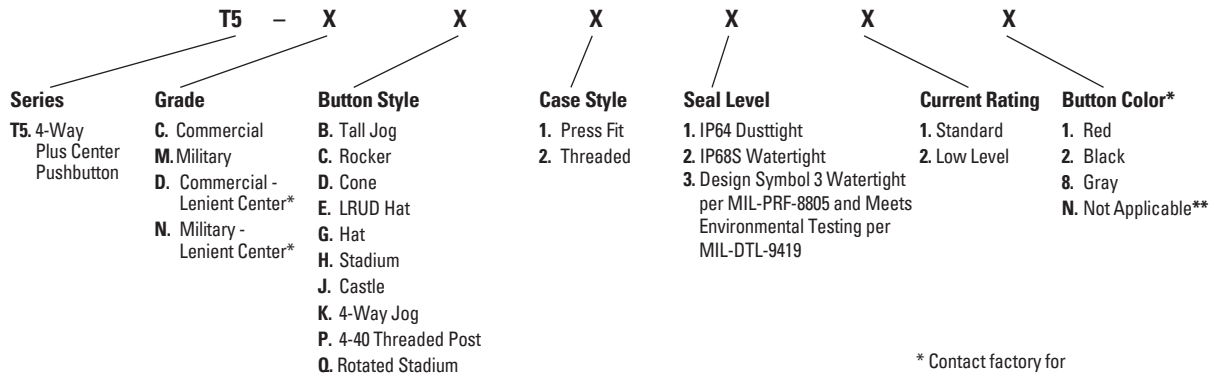 T5 – X X X X X X
Series
T5. 4-Way
Plus Center
Pushbutton
Grade
C. Commercial
M. Military
D. Commercial -
Lenient Center*
N. Military -
Lenient Center*
Button Style
B. Tall Jog
C. Rocker
D. Cone
E. LRUD Hat
G. Hat
H. Stadium
J. Castle
K. 4-Way Jog
P. 4-40 Threaded Post
Q. Rotated Stadium
Case Style
1. Press Fit
2. Threaded
Seal Level
1. IP64 Dusttight
2. IP68S Watertight
3. Design Symbol 3 Watertight
per MIL-PRF-8805 and Meets
Environmental Testing per
MIL-DTL-9419
Current Rating
1. Standard
2. Low Level
Button Color*
1. Red
2. Black
8. Gray
N. Not Applicable**
* Contact factory for